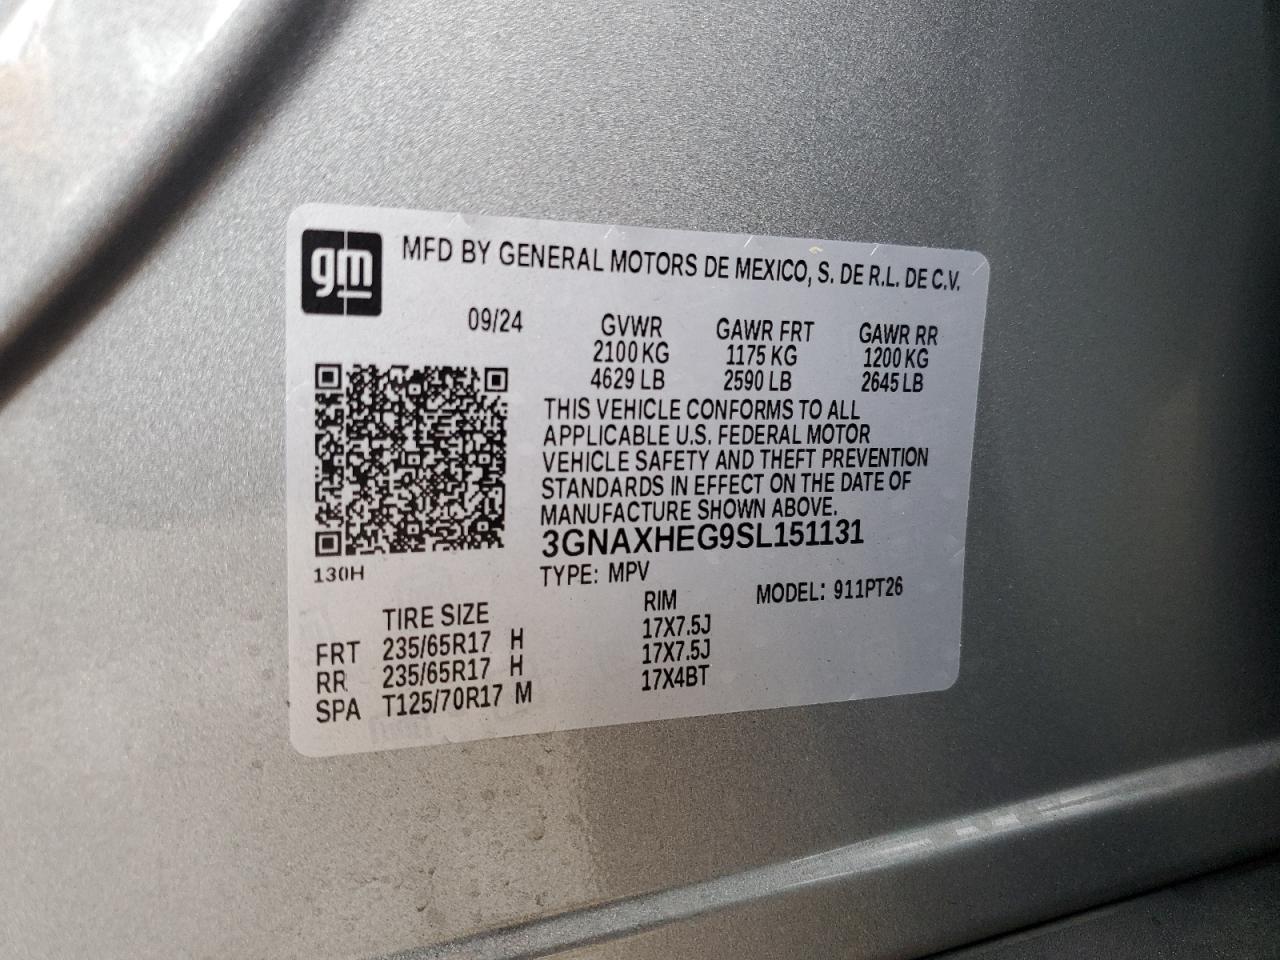 gm
MFD BY GENERAL MOTORS DE MEXICO, S. DE R.L. DE C.V.
09/24 GVWR GAWR FRT GAWR RR
2100 KG 1175 KG 1200 KG
4629 LB 2590 LB 2645 LB
THIS VEHICLE CONFORMS TO ALL
APPLICABLE U.S. FEDERAL MOTOR
VEHICLE SAFETY AND THEFT PREVENTION
STANDARDS IN EFFECT ON THE DATE OF
MANUFACTURE SHOWN ABOVE.
3GNAXHEG9SL151131
130H
TYPE: MPV MODEL: 911PT26
TIRE SIZE RIM
FRT 235/65R17 H 17X7.5J
RR 235/65R17 H 17X7.5J
SPA T125/70R17 M 17X4BT